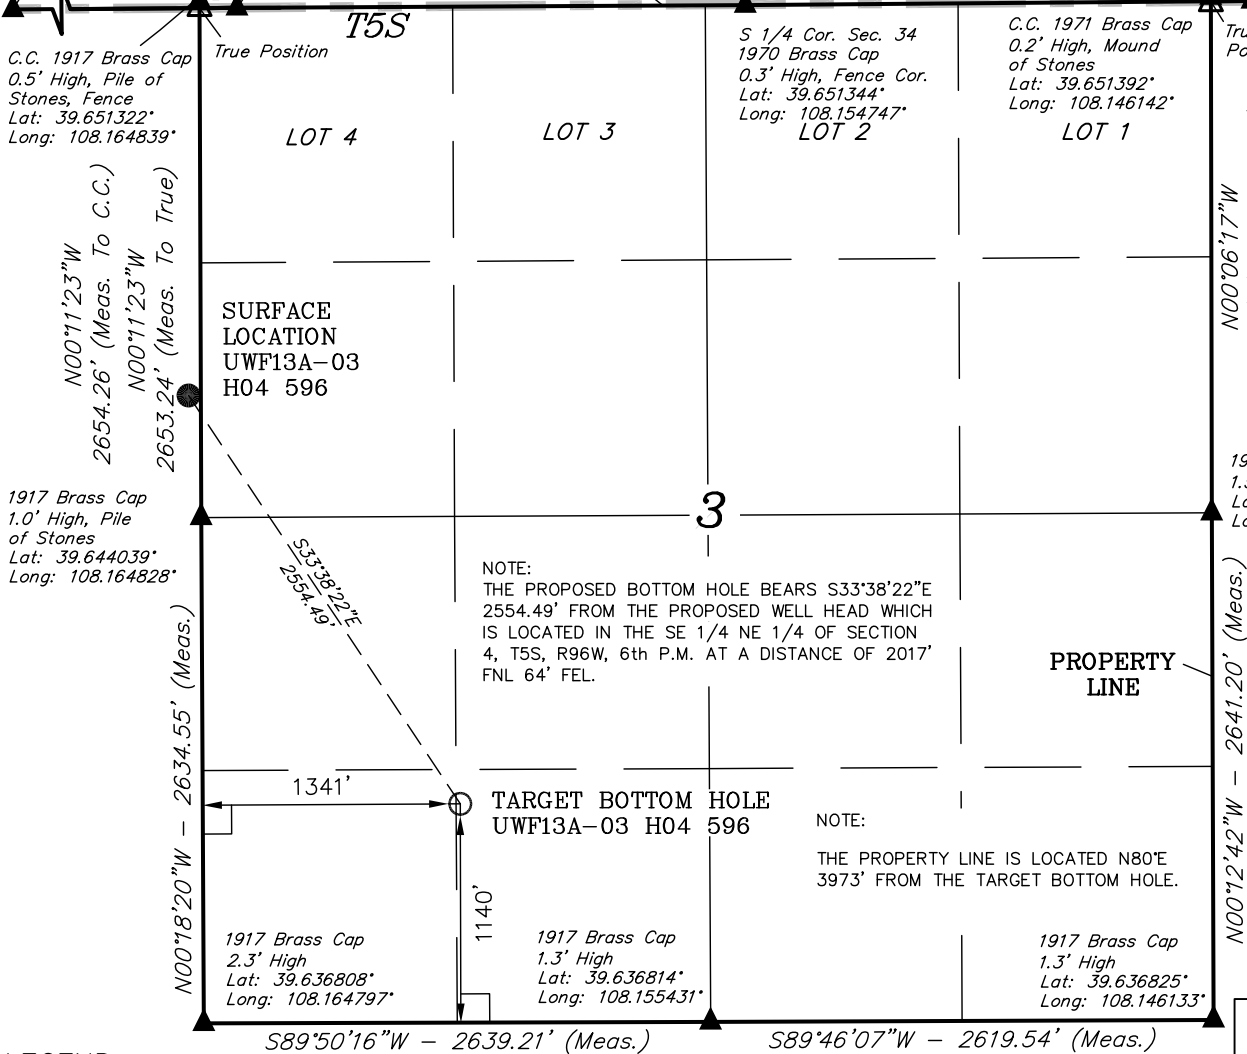 T5S
C.C. 1917 Brass Cap
0.5' High, Pile of
Stones, Fence
Lat: 39.651322°
Long: 108.164839°
True Position
S 1/4 Cor. Sec. 34
1970 Brass Cap
0.3' High, Fence Cor.
Lat: 39.651344°
Long: 108.154747°
C.C. 1971 Brass Cap
0.2' High, Mound
of Stones
Lat: 39.651392°
Long: 108.146142°
LOT 4
LOT 3
LOT 2
LOT 1
N00°11'23"W
2654.26' (Meas. To C.C.)
N00°11'23"W
2653.24' (Meas. To True)
N00°06'17"W
SURFACE
LOCATION
UWF13A-03
H04 596
1917 Brass Cap
1.0' High, Pile
of Stones
Lat: 39.644039°
Long: 108.164828°
3
S33°38'22"E
2554.49'
NOTE:
THE PROPOSED BOTTOM HOLE BEARS S33°38'22"E
2554.49' FROM THE PROPOSED WELL HEAD WHICH
IS LOCATED IN THE SE 1/4 NE 1/4 OF SECTION
4, T5S, R96W, 6th P.M. AT A DISTANCE OF 2017'
FNL 64' FEL.
PROPERTY
LINE
N00°18'20"W - 2634.55' (Meas.)
N00°12'42"W - 2641.20' (Meas.)
1341'
TARGET BOTTOM HOLE
UWF13A-03 H04 596
1140'
NOTE:
THE PROPERTY LINE IS LOCATED N80°E
3973' FROM THE TARGET BOTTOM HOLE.
1917 Brass Cap
2.3' High
Lat: 39.636808°
Long: 108.164797°
1917 Brass Cap
1.3' High
Lat: 39.636814°
Long: 108.155431°
1917 Brass Cap
1.3' High
Lat: 39.636825°
Long: 108.146133°
S89°50'16"W - 2639.21' (Meas.)
S89°46'07"W - 2619.54' (Meas.)